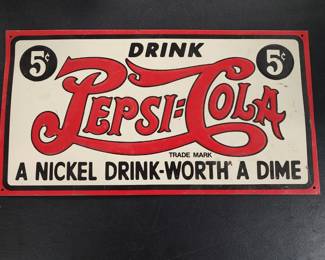 DRINK
5¢ 5¢
PEPSI=COLA
TRADE MARK
A NICKEL DRINK-WORTH A DIME